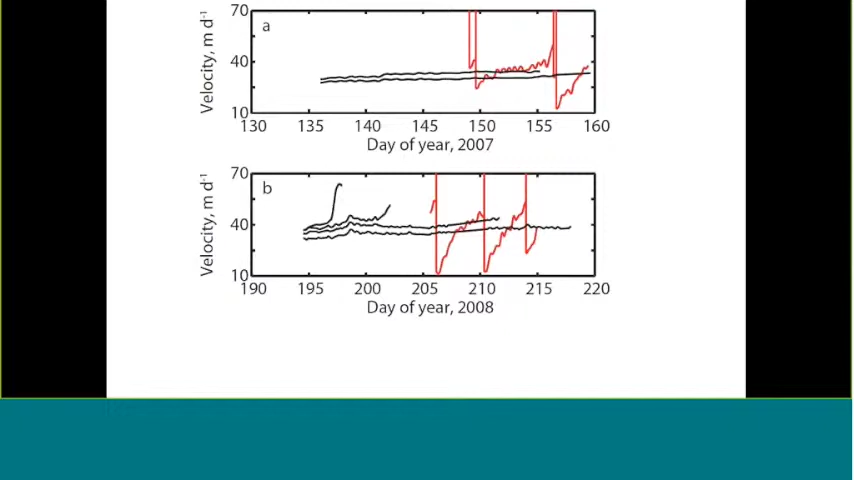 70
a
Velocity, m d⁻¹
40
10
130 135 140 145 150 155 160
Day of year, 2007
70
b
Velocity, m d⁻¹
40
10
190 195 200 205 210 215 220
Day of year, 2008